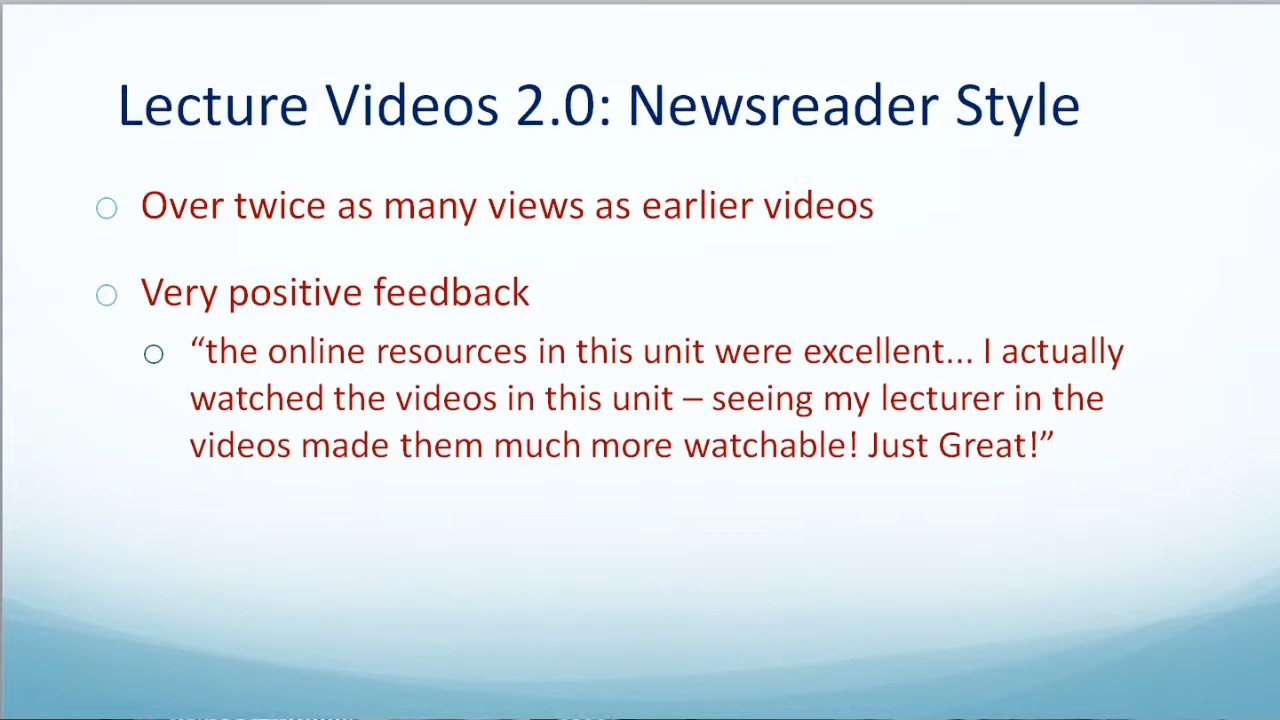 Lecture Videos 2.0: Newsreader Style
Over twice as many views as earlier videos
Very positive feedback
“the online resources in this unit were excellent... I actually
watched the videos in this unit – seeing my lecturer in the
videos made them much more watchable! Just Great!”